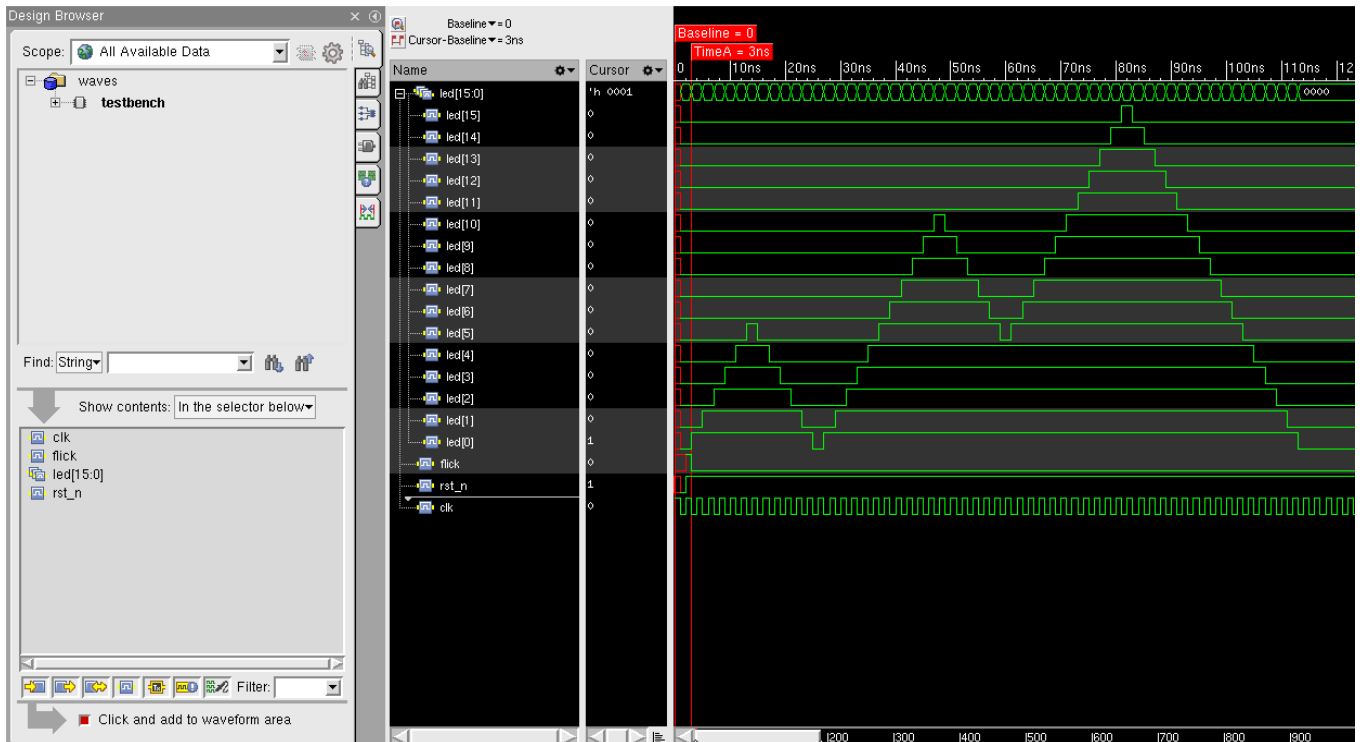 Design Browser
Scope: All Available Data
waves
testbench
Find: String
Show contents: In the selector below
clk
flick
led[15:0]
rst_n
Filter:
Click and add to waveform area
Baseline = 0
Cursor-Baseline = 3ns
Name
Cursor
led[15:0] 'h 0001
led[15] 0
led[14] 0
led[13] 0
led[12] 0
led[11] 0
led[10] 0
led[9] 0
led[8] 0
led[7] 0
led[6] 0
led[5] 0
led[4] 0
led[3] 0
led[2] 0
led[1] 0
led[0] 1
flick 0
rst_n 1
clk 0
Baseline = 0
TimeA = 3ns
0 10ns 20ns 30ns 40ns 50ns 60ns 70ns 80ns 90ns 100ns 110ns 12
0000
200 300 400 500 600 700 800 900